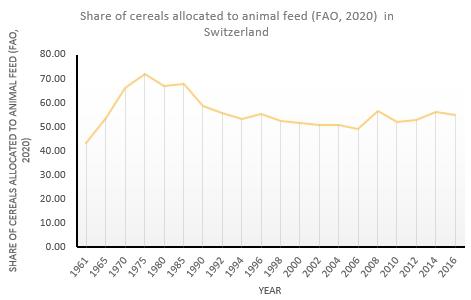 Share of cereals allocated to animal feed (FAO, 2020)  in
Switzerland
SHARE OF CEREALS ALLOCATED TO ANIMAL FEED (FAO,
2020)
80.00
70.00
60.00
50.00
40.00
30.00
20.00
10.00
0.00
1961 1965 1970 1975 1980 1985 1990 1992 1994 1996 1998 2000 2002 2004 2006 2008 2010 2012 2014 2016
YEAR